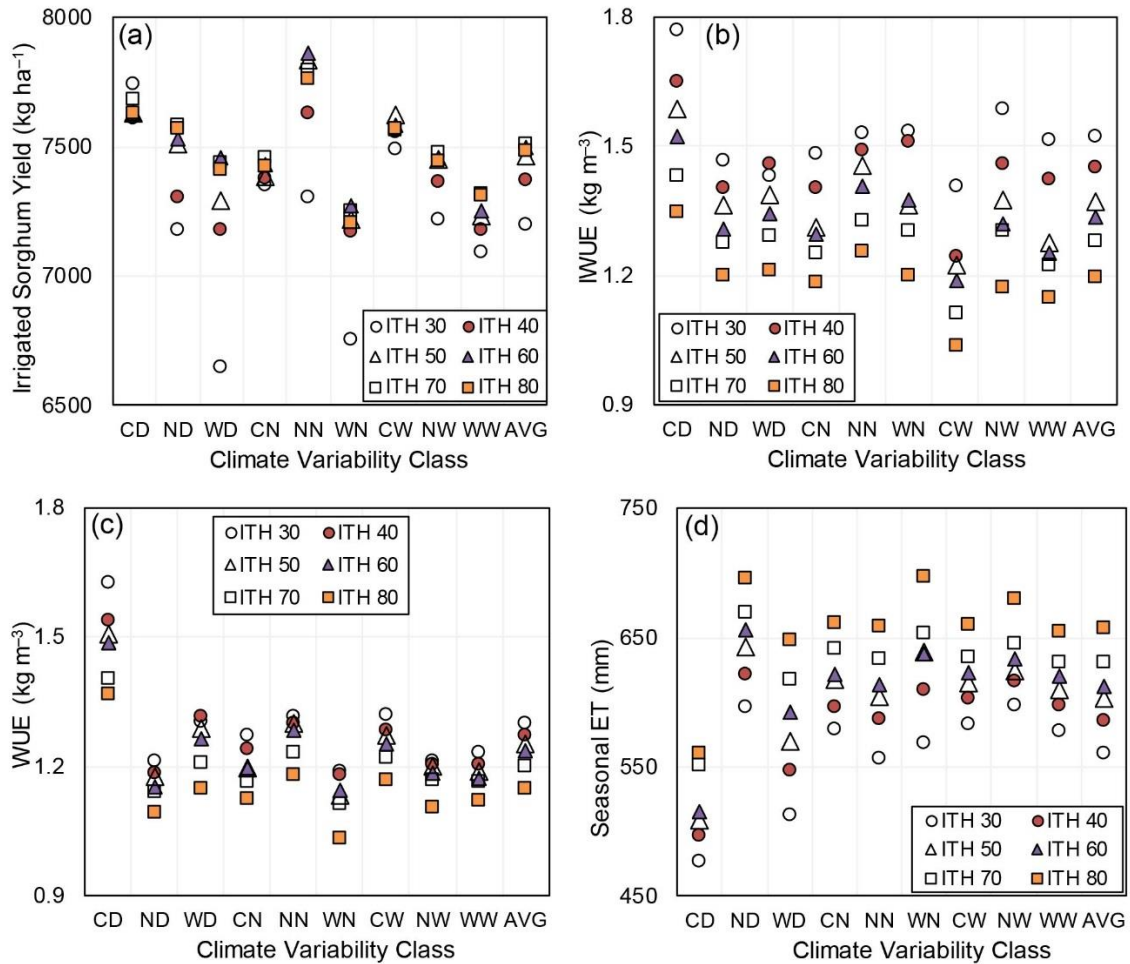 (a)
Irrigated Sorghum Yield (kg ha⁻¹)
8000
7500
7000
6500
ITH 30 ITH 40
ITH 50 ITH 60
ITH 70 ITH 80
CD ND WD CN NN WN CW NW WW AVG
Climate Variability Class
(b)
IWUE (kg m⁻³)
1.8
1.5
1.2
0.9
ITH 30 ITH 40
ITH 50 ITH 60
ITH 70 ITH 80
CD ND WD CN NN WN CW NW WW AVG
Climate Variability Class
(c)
WUE (kg m⁻³)
1.8
1.5
1.2
0.9
ITH 30 ITH 40
ITH 50 ITH 60
ITH 70 ITH 80
CD ND WD CN NN WN CW NW WW AVG
Climate Variability Class
(d)
Seasonal ET (mm)
750
650
550
450
ITH 30 ITH 40
ITH 50 ITH 60
ITH 70 ITH 80
CD ND WD CN NN WN CW NW WW AVG
Climate Variability Class